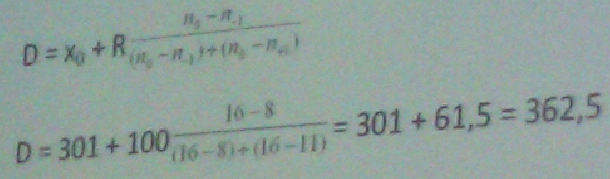 D = x₀ + R (n₀ − n₋₁) / ((n₀ − n₋₁) + (n₀ − n₊₁))
D = 301 + 100 (16 − 8) / ((16 − 8) + (16 − 11)) = 301 + 61,5 = 362,5